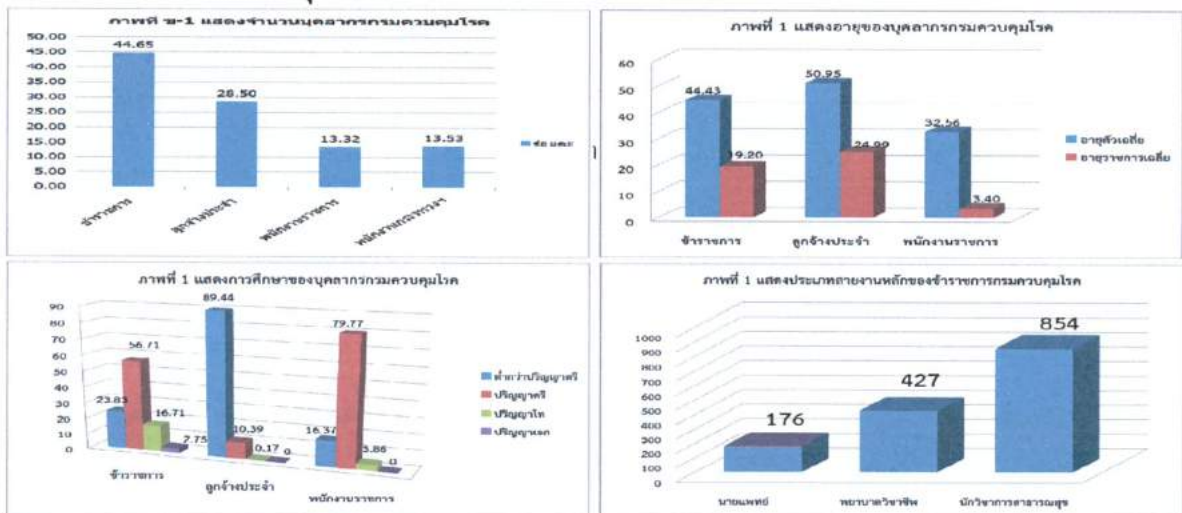 ภาพที่ ข-1 แสดงจำนวนบุคลากรกรมควบคุมโรค
50.00
45.00
40.00
35.00
30.00
25.00
20.00
15.00
10.00
5.00
0.00
44.65
28.50
13.32
13.53
ข้าราชการ
ลูกจ้างประจำ
พนักงานราชการ
ร้อยละ
ภาพที่ 1 แสดงอายุของบุคลากรกรมควบคุมโรค
60
50
40
30
20
10
0
44.43
19.20
50.95
24.99
32.56
3.40
ข้าราชการ
ลูกจ้างประจำ
พนักงานราชการ
อายุตัวเฉลี่ย
อายุราชการเฉลี่ย
ภาพที่ 1 แสดงการศึกษาของบุคลากรกรมควบคุมโรค
90
80
70
60
50
40
30
20
10
0
23.83
56.71
16.71
2.75
89.44
10.39
0.17
0
16.37
79.77
3.86
0
ข้าราชการ
ลูกจ้างประจำ
พนักงานราชการ
ต่ำกว่าปริญญาตรี
ปริญญาตรี
ปริญญาโท
ปริญญาเอก
ภาพที่ 1 แสดงประเภทสายงานหลักของข้าราชการกรมควบคุมโรค
1000
900
800
700
600
500
400
300
200
100
0
176
427
854
นายแพทย์
พยาบาลวิชาชีพ
นักวิชาการสาธารณสุข